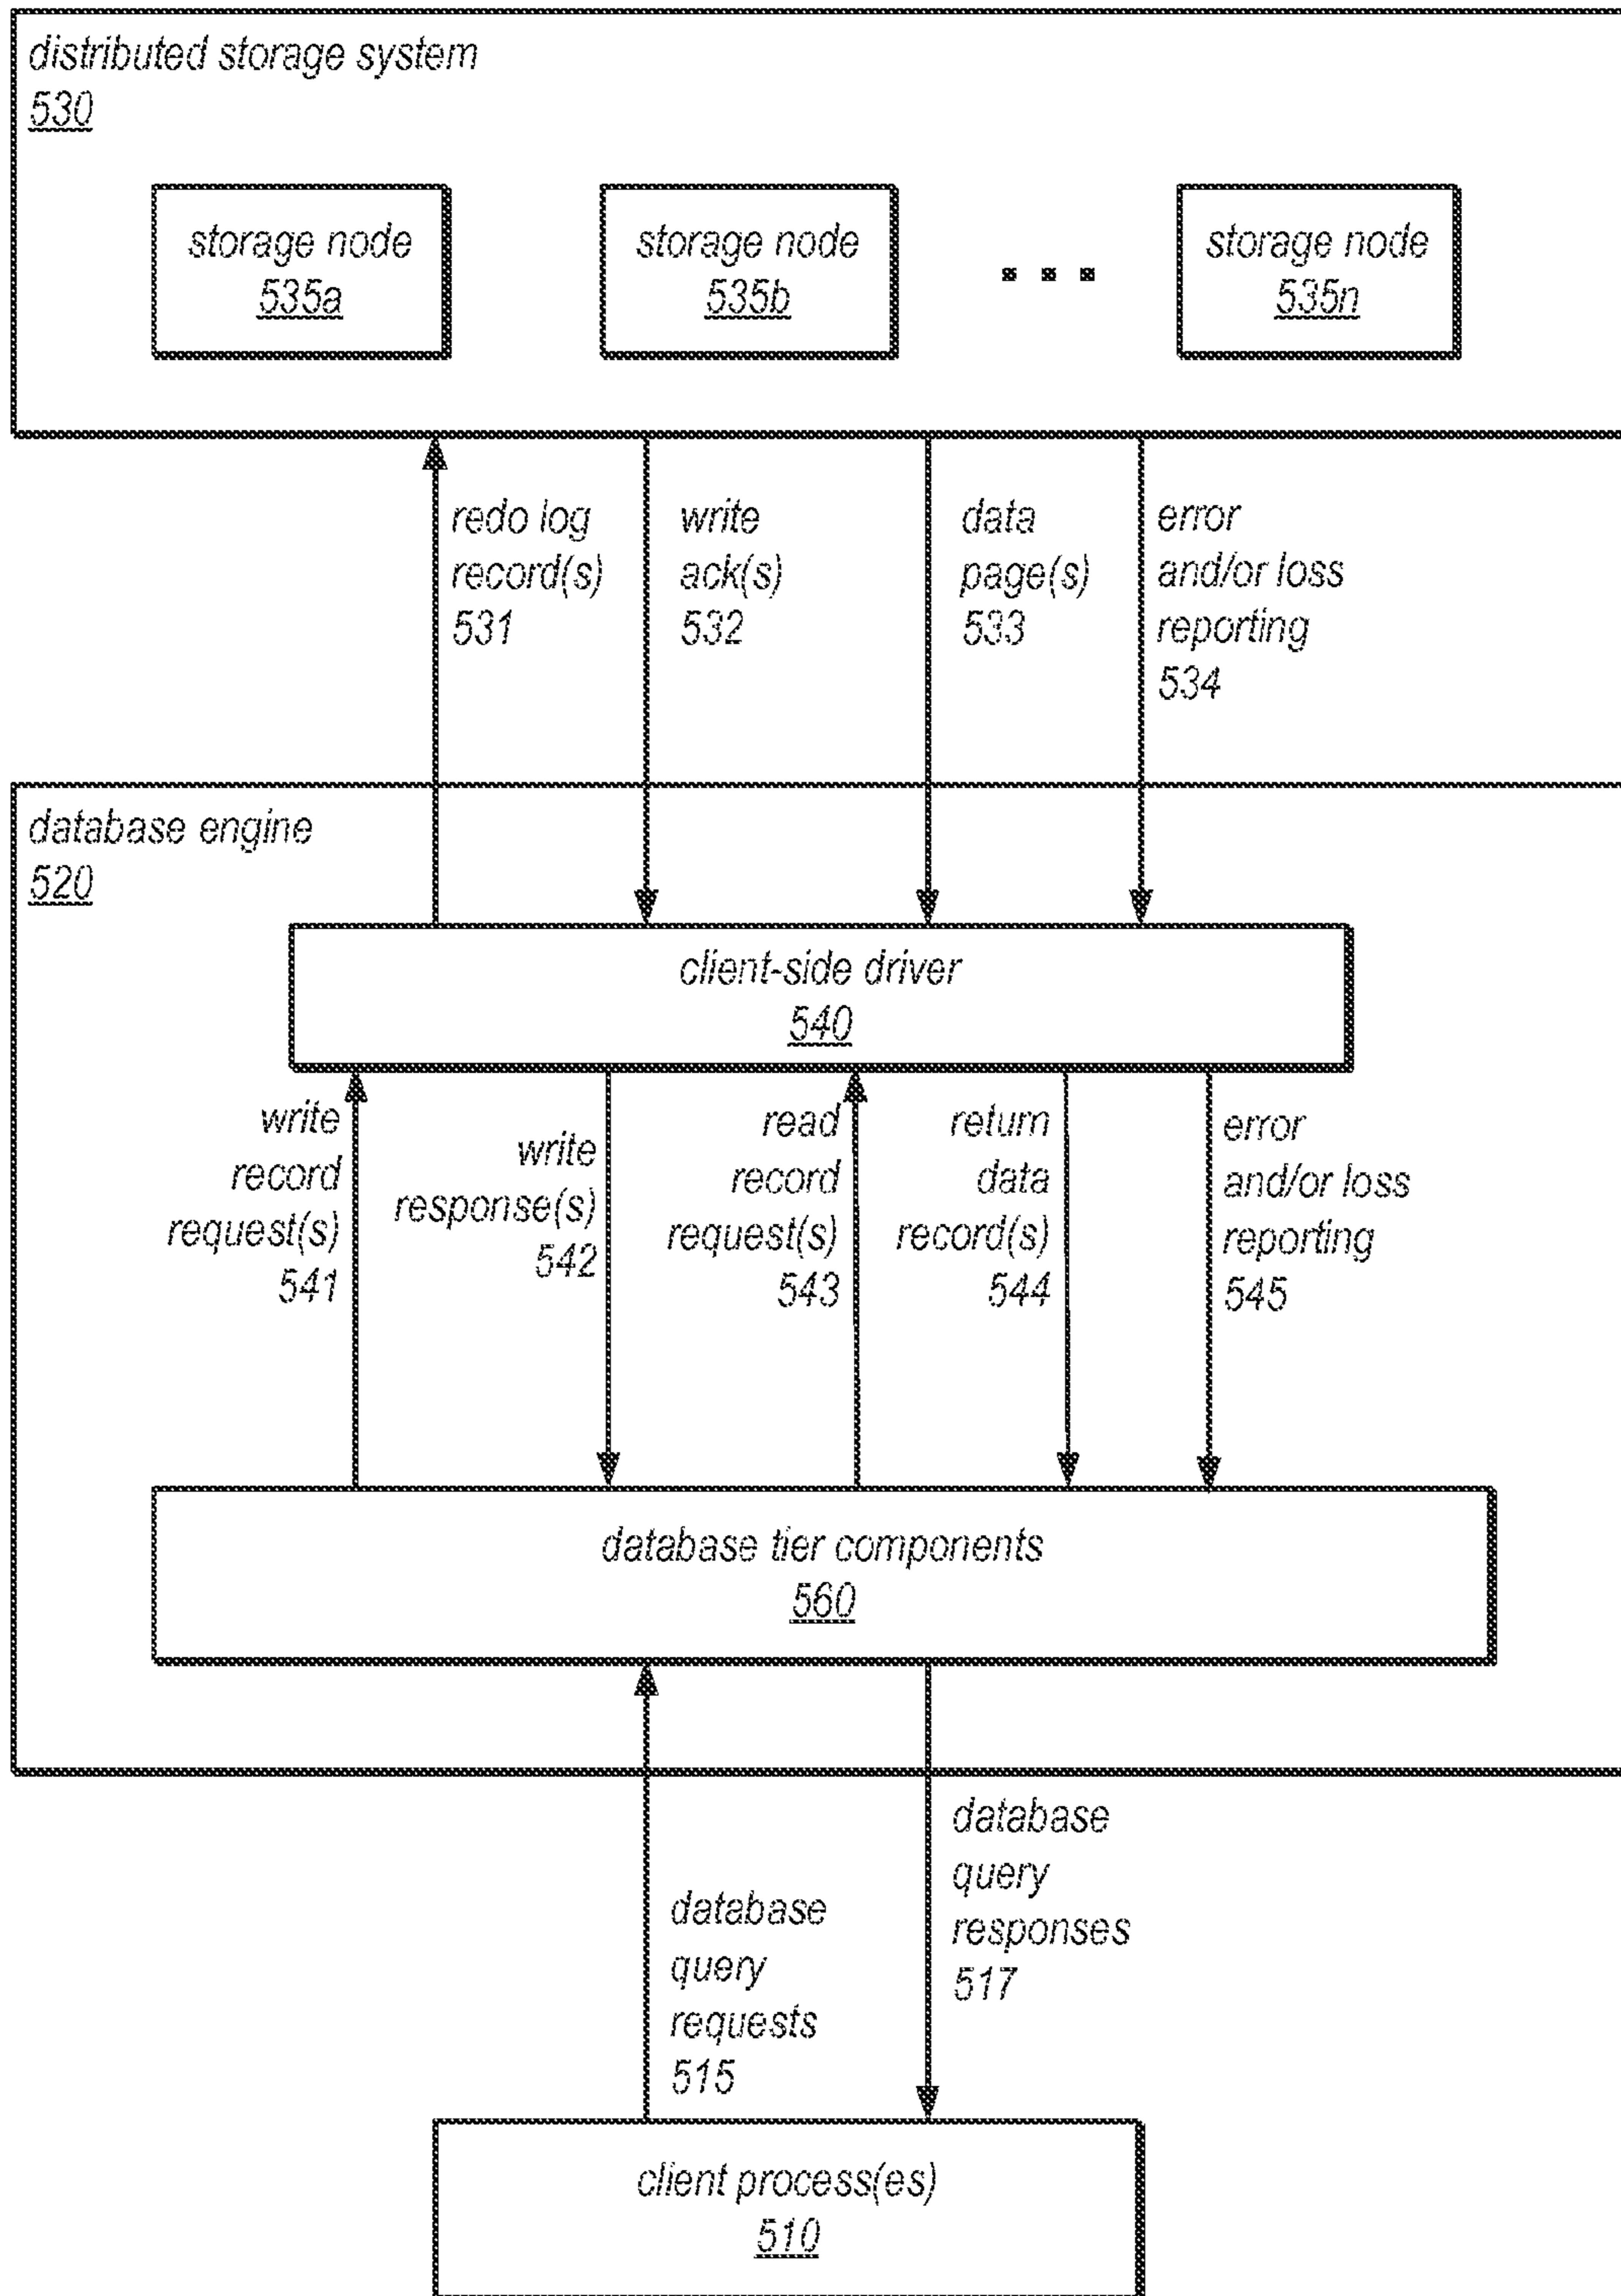 distributed storage system
530
storage node
535a
storage node
535b
storage node
535n
redo log
record(s)
531
write
ack(s)
532
data
page(s)
533
error
and/or loss
reporting
534
database engine
520
client-side driver
540
write
record
request(s)
541
write
response(s)
542
read
record
request(s)
543
return
data
record(s)
544
error
and/or loss
reporting
545
database tier components
560
database
query
requests
515
database
query
responses
517
client process(es)
510